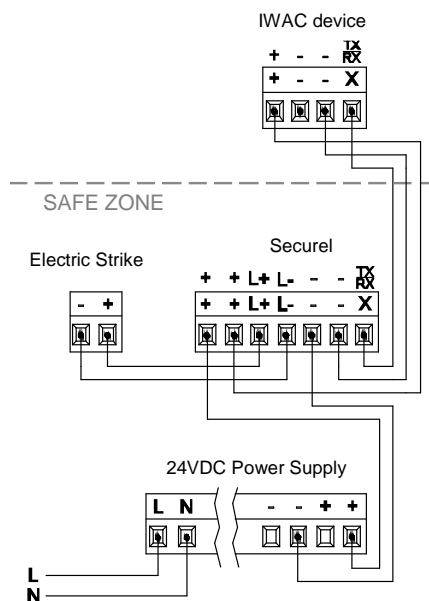 IWAC device
+ - - TX RX
+ - - X
SAFE ZONE
Electric Strike
Securel
+ + L+ L- - - TX RX
- +
+ + L+ L- - - X
24VDC Power Supply
L N - - + +
L
N